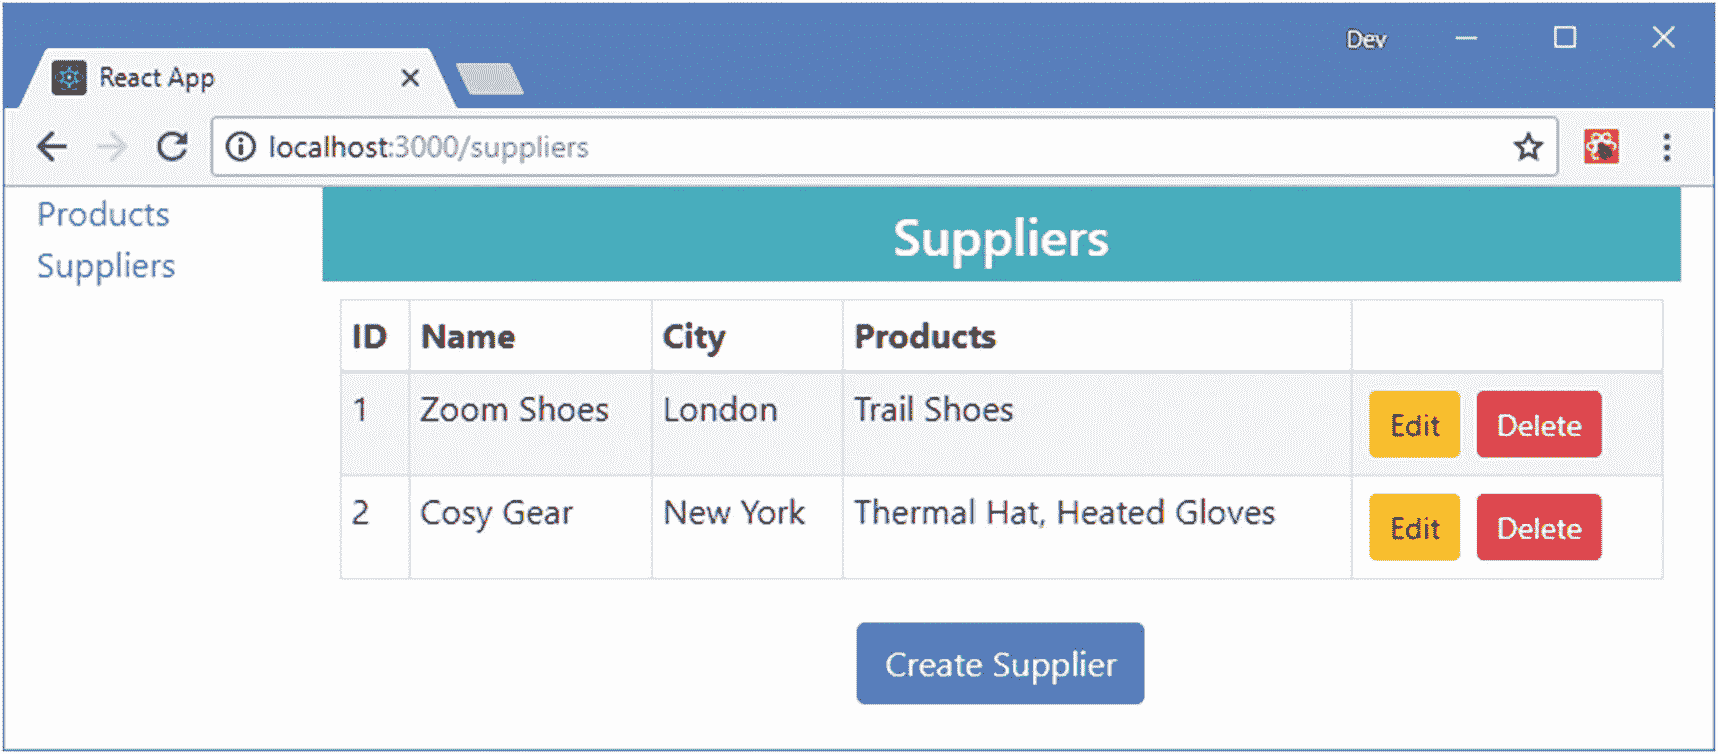 Dev
React App
localhost:3000/suppliers
Products
Suppliers
Suppliers
ID Name City Products
1 Zoom Shoes London Trail Shoes Edit Delete
2 Cosy Gear New York Thermal Hat, Heated Gloves Edit Delete
Create Supplier